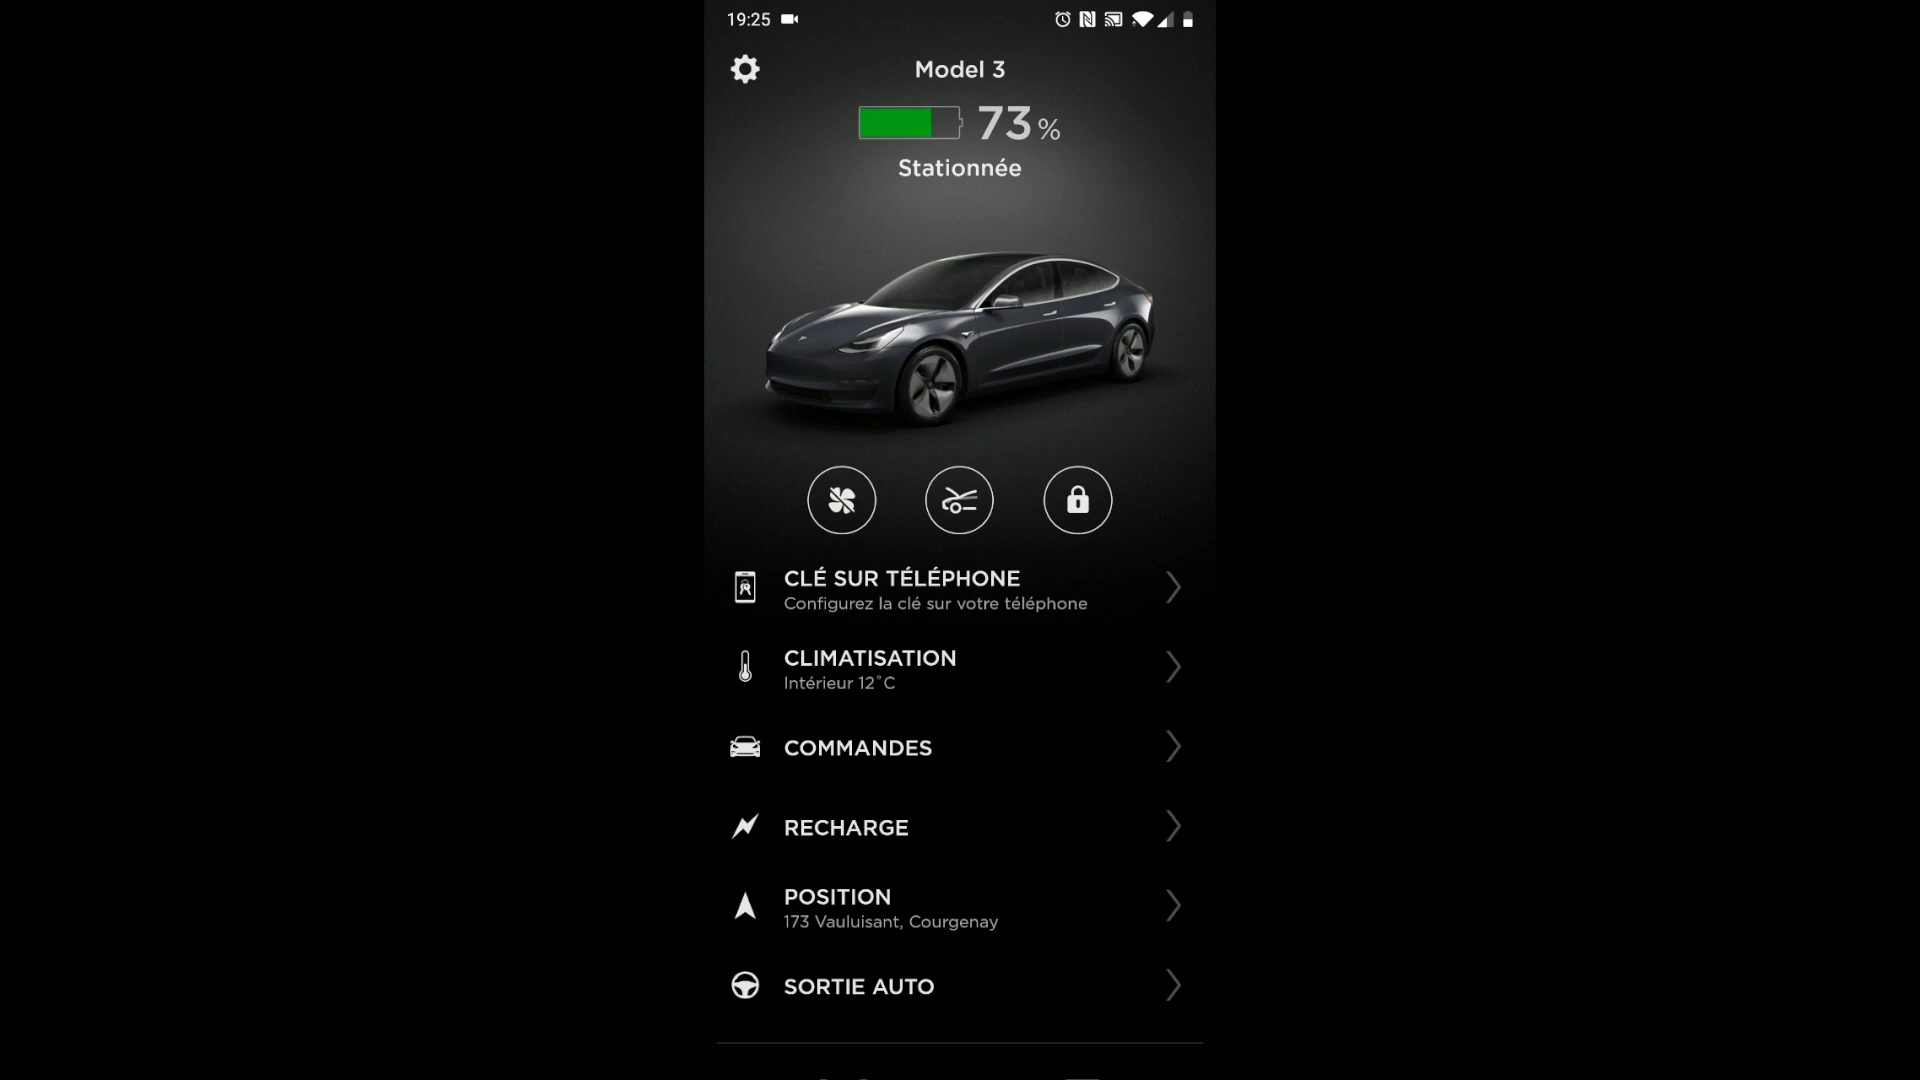 19:25
Model 3
73 %
Stationnée
CLÉ SUR TÉLÉPHONE
Configurez la clé sur votre téléphone
CLIMATISATION
Intérieur 12°C
COMMANDES
RECHARGE
POSITION
173 Vauluisant, Courgenay
SORTIE AUTO